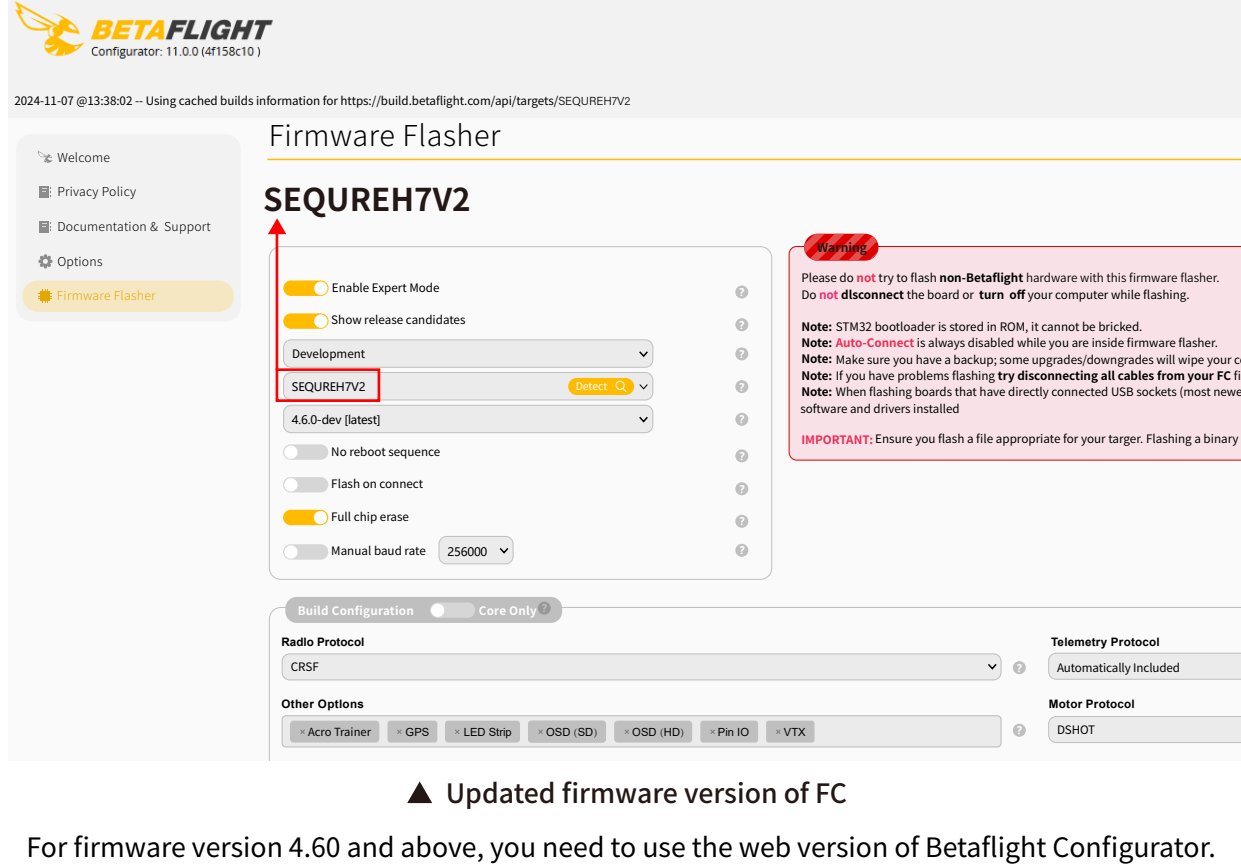 BETAFLIGHT
Configurator: 11.0.0 (4f158c10 )
2024-11-07 @13:38:02 -- Using cached builds information for https://build.betaflight.com/api/targets/SEQUREH7V2
Welcome
Privacy Policy
Documentation & Support
Options
Firmware Flasher
Firmware Flasher
SEQUREH7V2
Enable Expert Mode
Show release candidates
Development
SEQUREH7V2
Detect
4.6.0-dev [latest]
No reboot sequence
Flash on connect
Full chip erase
Manual baud rate
256000
Warning
Please do not try to flash non-Betaflight hardware with this firmware flasher.
Do not dlsconnect the board or turn off your computer while flashing.
Note: STM32 bootloader is stored in ROM, it cannot be bricked.
Note: Auto-Connect is always disabled while you are inside firmware flasher.
Note: Make sure you have a backup; some upgrades/downgrades will wipe your c
Note: If you have problems flashing try disconnecting all cables from your FC fi
Note: When flashing boards that have directly connected USB sockets (most newe
software and drivers installed
IMPORTANT: Ensure you flash a file appropriate for your targer. Flashing a binary
Build Configuration Core Only ?
Radlo Protocol
CRSF
Telemetry Protocol
Automatically Included
Other Optlons
× Acro Trainer × GPS × LED Strip × OSD (SD) × OSD (HD) × Pin IO × VTX
Motor Protocol
DSHOT
▲ Updated firmware version of FC
For firmware version 4.60 and above, you need to use the web version of Betaflight Configurator.